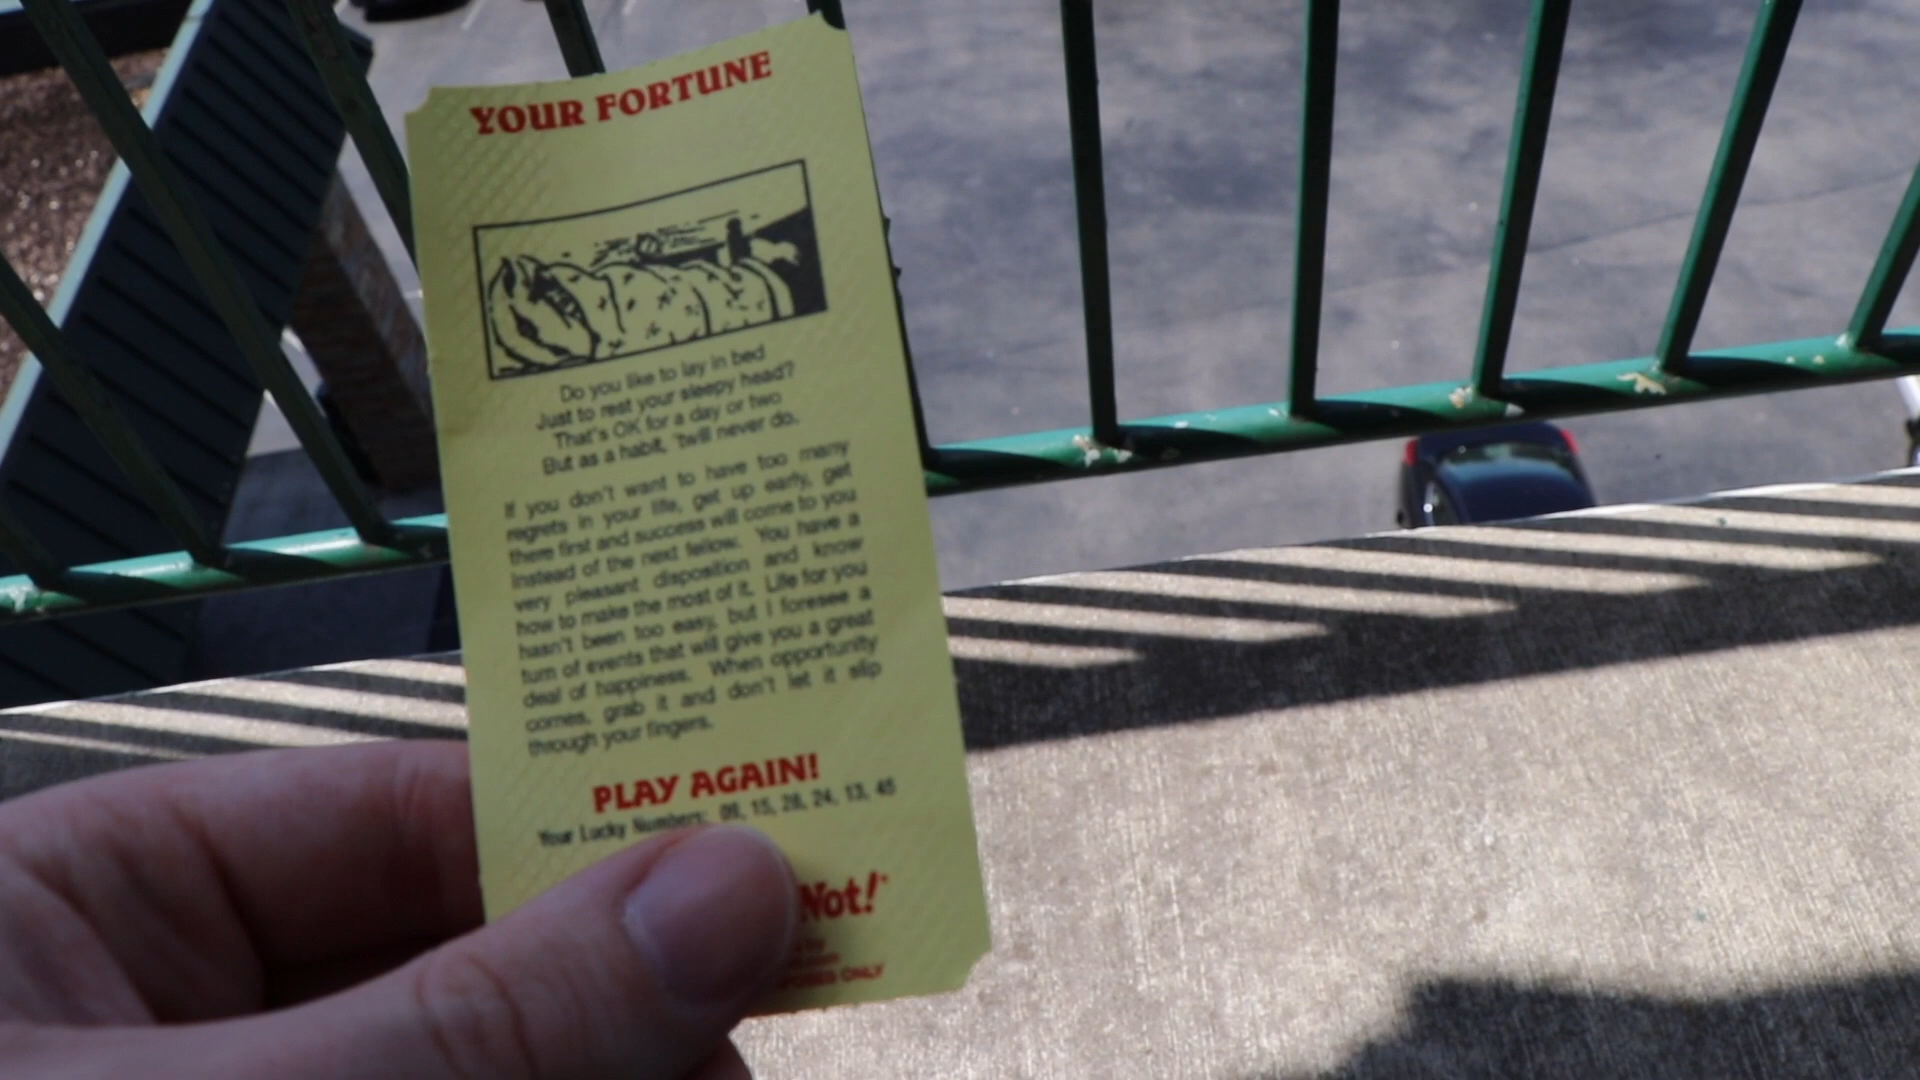 YOUR FORTUNE
Do you like to lay in bed
Just to rest your sleepy head?
That's OK for a day or two
But as a habit, 'twill never do.
If you don't want to have too many
regrets in your life, get up early, get
there first and success will come to you
instead of the next fellow. You have a
very pleasant disposition and know
how to make the most of it. Life for you
hasn't been too easy, but I foresee a
turn of events that will give you a great
deal of happiness. When opportunity
comes, grab it and don't let it slip
through your fingers.
PLAY AGAIN!
Your Lucky Numbers: 15, 28, 24, 13, 45
Not!
ONLY